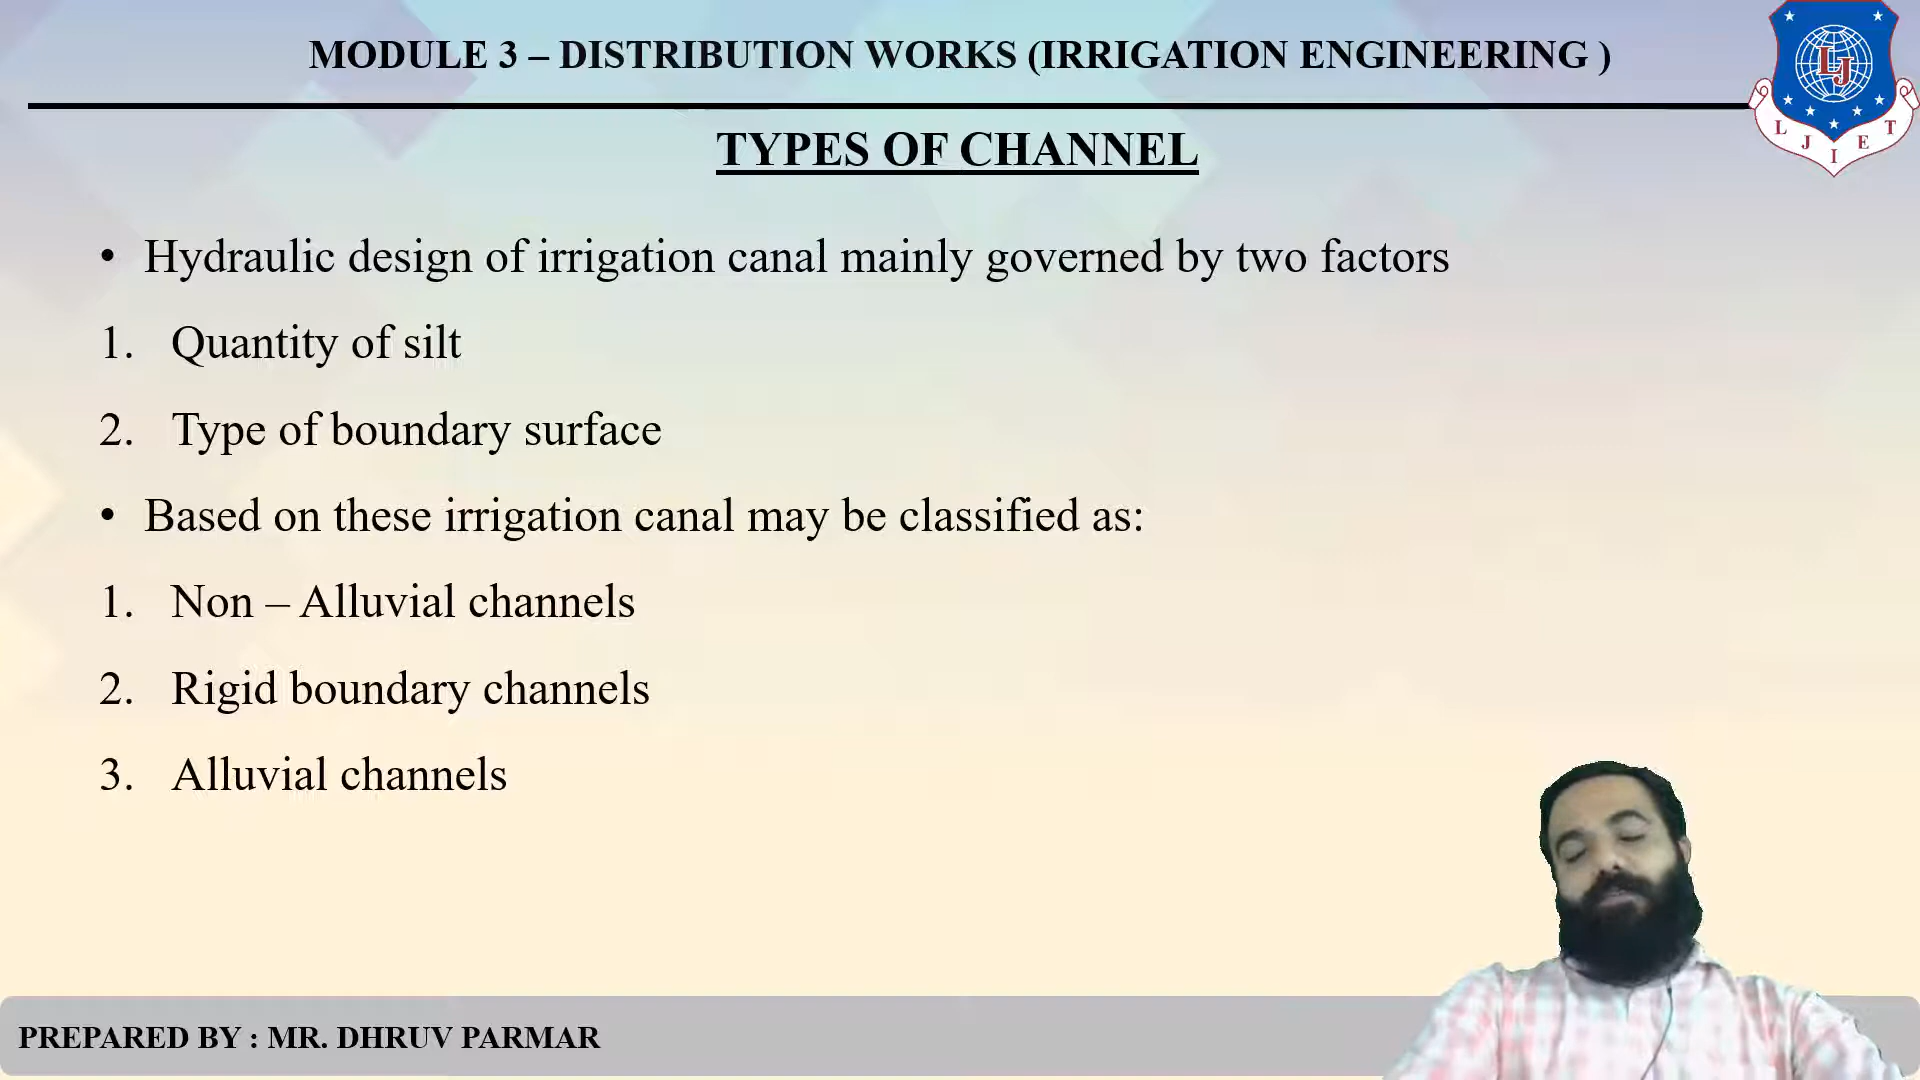 MODULE 3 – DISTRIBUTION WORKS (IRRIGATION ENGINEERING )
LJ
L J I E T
TYPES OF CHANNEL
• Hydraulic design of irrigation canal mainly governed by two factors
1. Quantity of silt
2. Type of boundary surface
• Based on these irrigation canal may be classified as:
1. Non – Alluvial channels
2. Rigid boundary channels
3. Alluvial channels
PREPARED BY : MR. DHRUV PARMAR